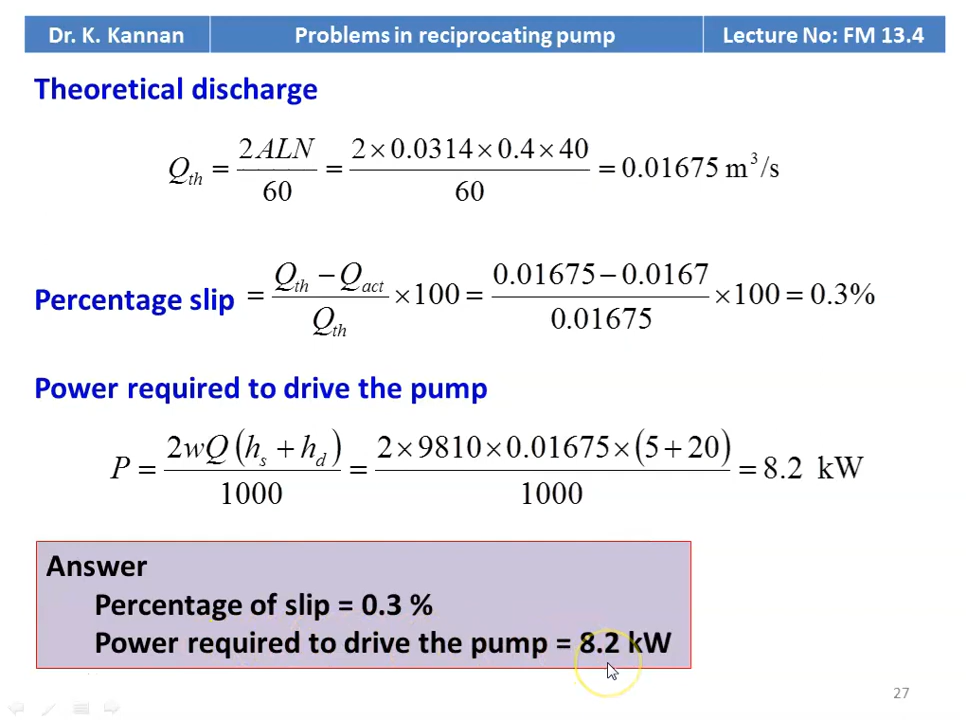 Dr. K. Kannan Problems in reciprocating pump Lecture No: FM 13.4
Theoretical discharge
Q_th = 2ALN / 60 = 2×0.0314×0.4×40 / 60 = 0.01675 m³/s
Percentage slip = (Q_th − Q_act) / Q_th ×100 = (0.01675−0.0167) / 0.01675 ×100 = 0.3%
Power required to drive the pump
P = 2wQ(h_s + h_d) / 1000 = 2×9810×0.01675×(5+20) / 1000 = 8.2 kW
Answer
Percentage of slip = 0.3 %
Power required to drive the pump = 8.2 kW
27